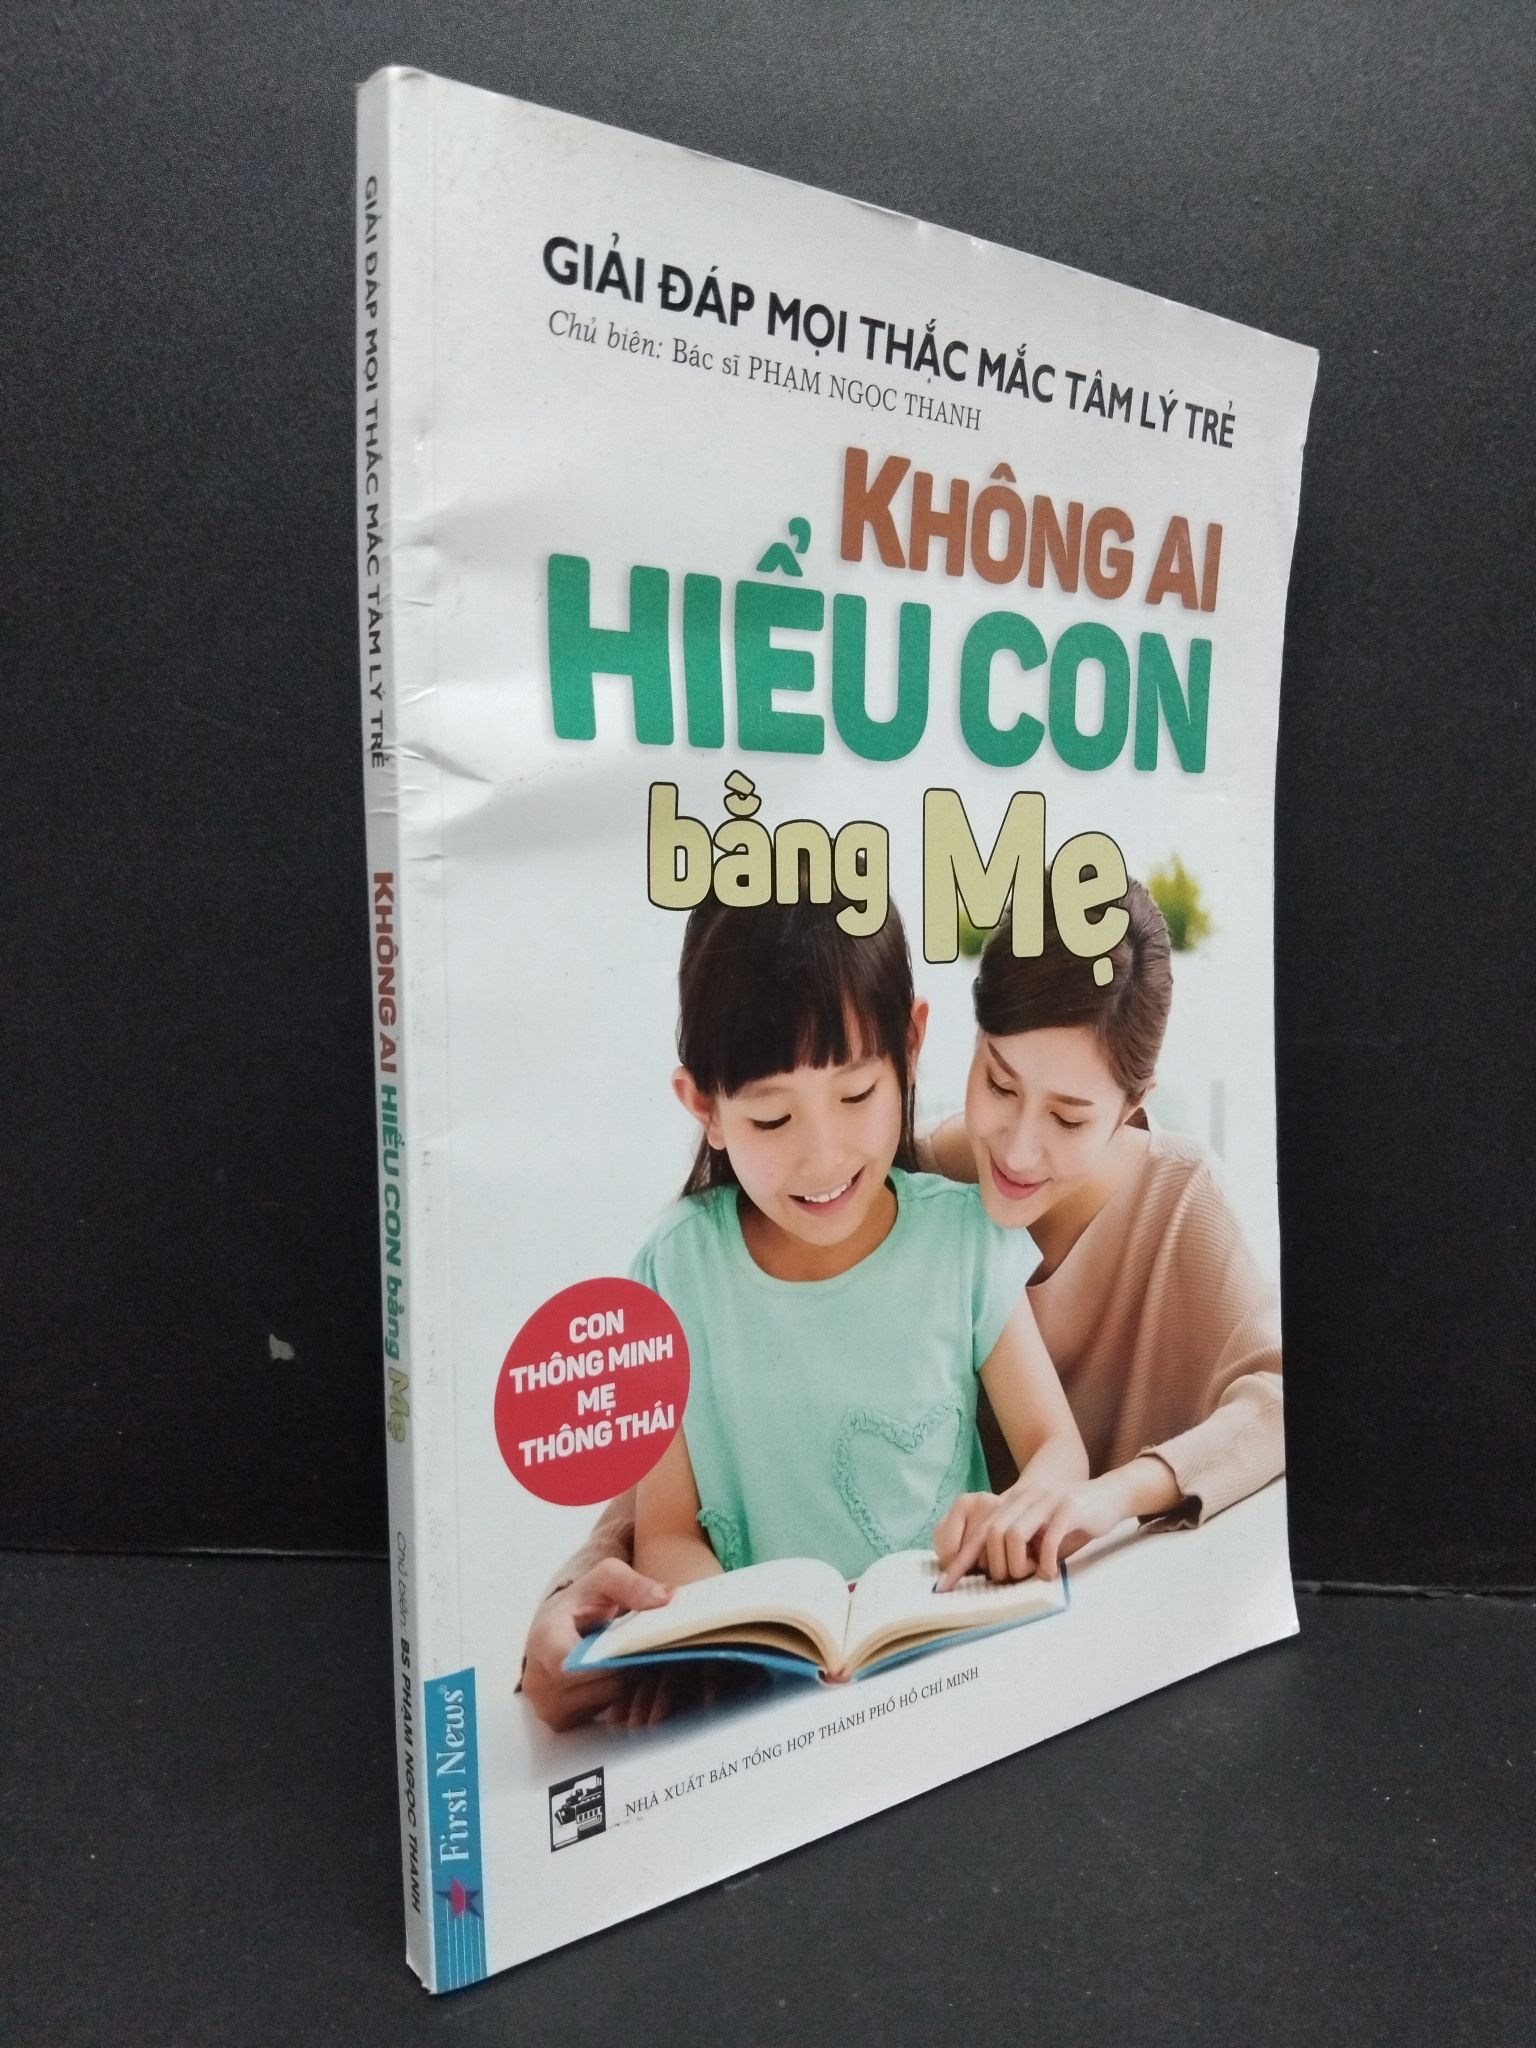 GIẢI ĐÁP MỌI THẮC MẮC TÂM LÝ TRẺ
Chủ biên: Bác sĩ PHẠM NGỌC THANH
KHÔNG AI
HIỂU CON
bằng Mẹ
CON
THÔNG MINH
MẸ
THÔNG THÁI
NHÀ XUẤT BẢN TỔNG HỢP THÀNH PHỐ HỒ CHÍ MINH
First News®
GIẢI ĐÁP MỌI THẮC MẮC TÂM LÝ TRẺ KHÔNG AI HIỂU CON bằng Mẹ Chủ biên: BS PHẠM NGỌC THANH